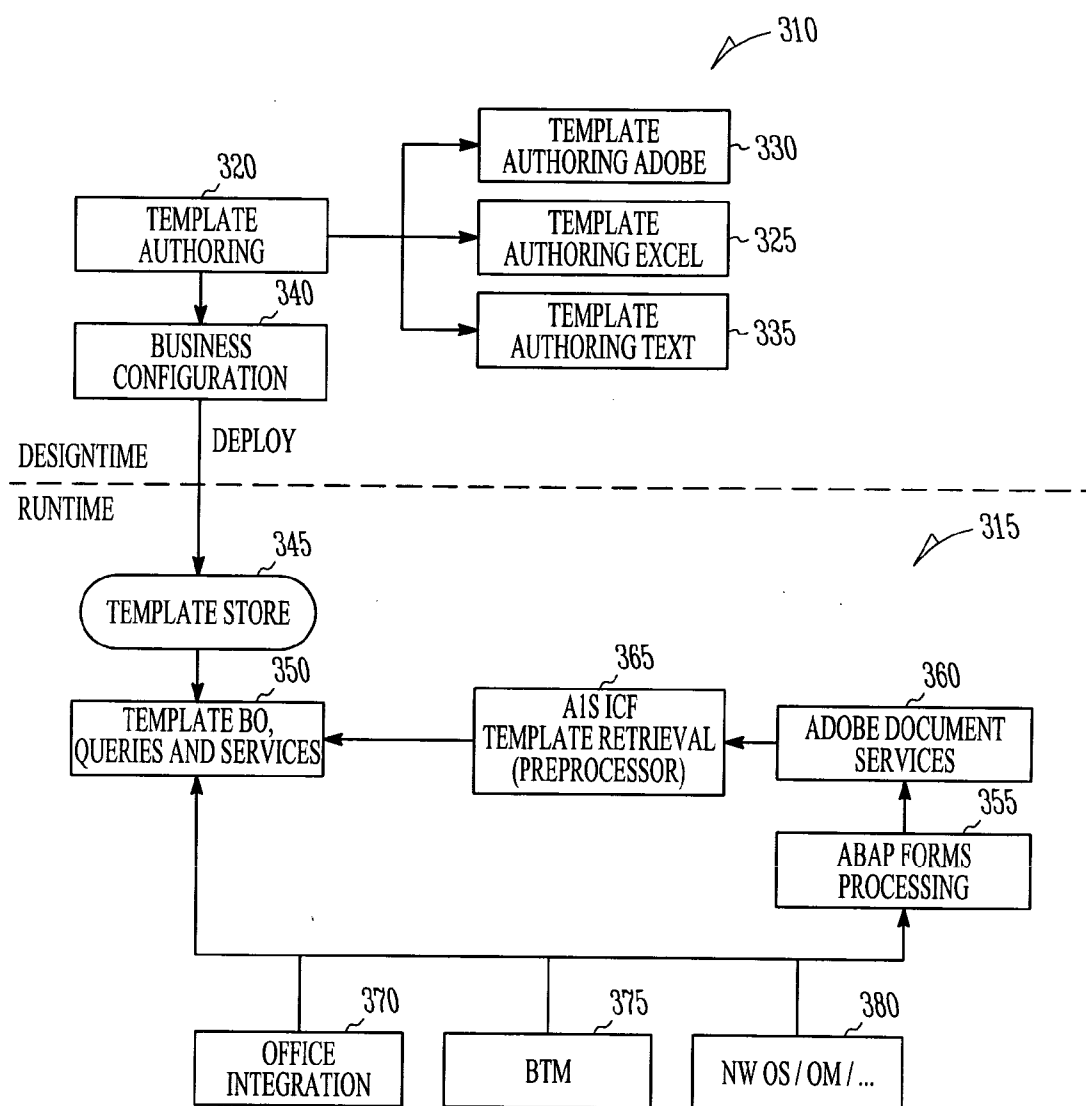 310
TEMPLATE
AUTHORING ADOBE
330
320
TEMPLATE
AUTHORING
TEMPLATE
AUTHORING EXCEL
325
340
BUSINESS
CONFIGURATION
TEMPLATE
AUTHORING TEXT
335
DEPLOY
DESIGNTIME
RUNTIME
315
345
TEMPLATE STORE
350
TEMPLATE BO,
QUERIES AND SERVICES
365
A1S ICF
TEMPLATE RETRIEVAL
(PREPROCESSOR)
360
ADOBE DOCUMENT
SERVICES
355
ABAP FORMS
PROCESSING
370
OFFICE
INTEGRATION
375
BTM
380
NW OS / OM / ...